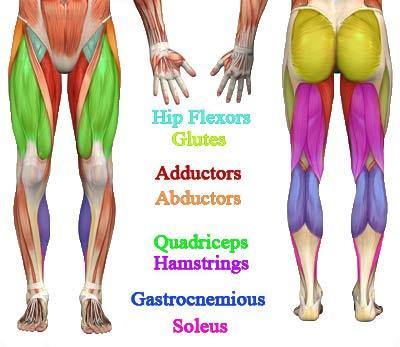 Hip Flexors
Glutes
Adductors
Abductors
Quadriceps
Hamstrings
Gastrocnemious
Soleus